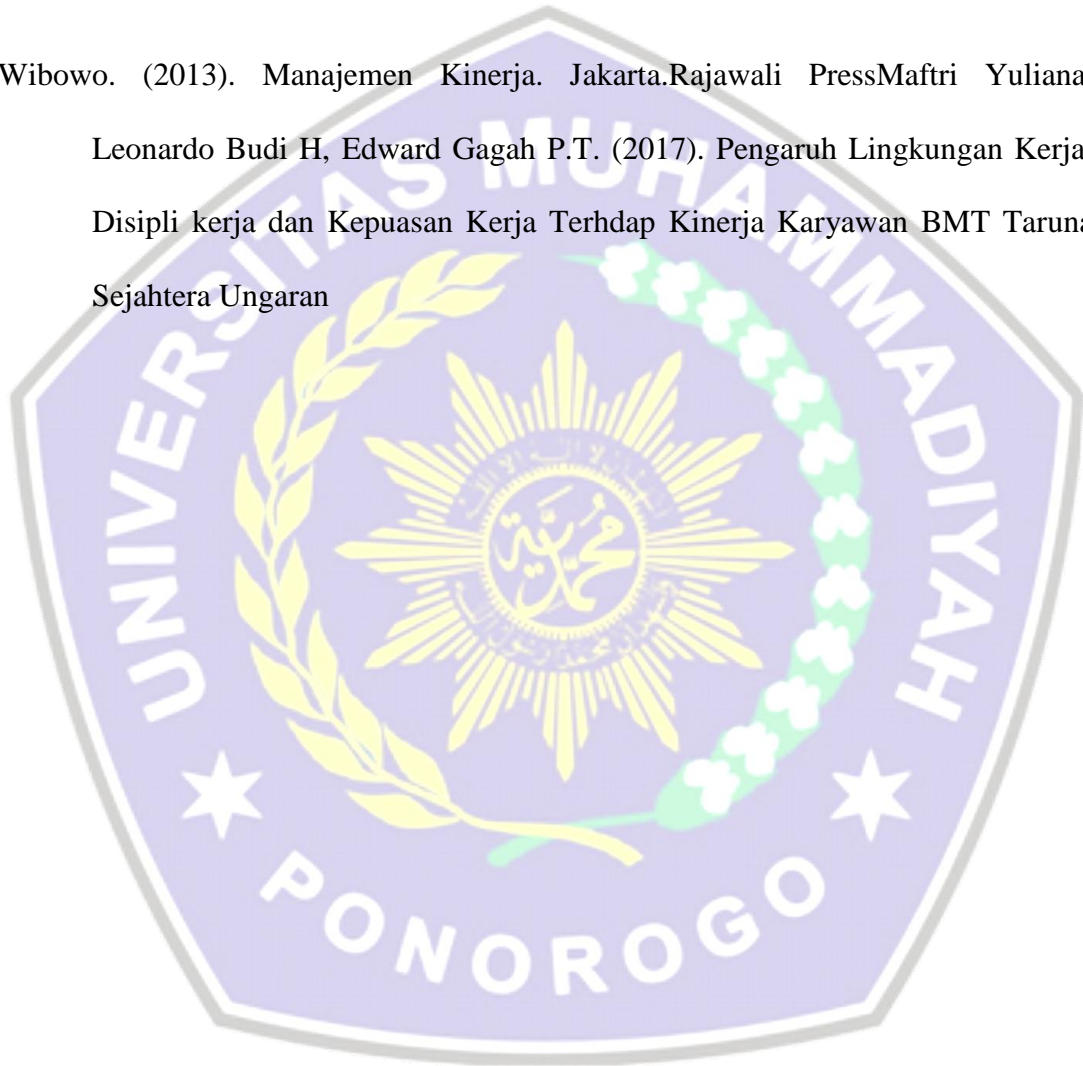 Wibowo. (2013). Manajemen Kinerja. Jakarta.Rajawali PressMaftri Yuliana
Leonardo Budi H, Edward Gagah P.T. (2017). Pengaruh Lingkungan Kerja
Disipli kerja dan Kepuasan Kerja Terhdap Kinerja Karyawan BMT Taruna
Sejahtera Ungaran
UNIVERSITAS MUHAMMADIYAH
PONOROGO
محمدية